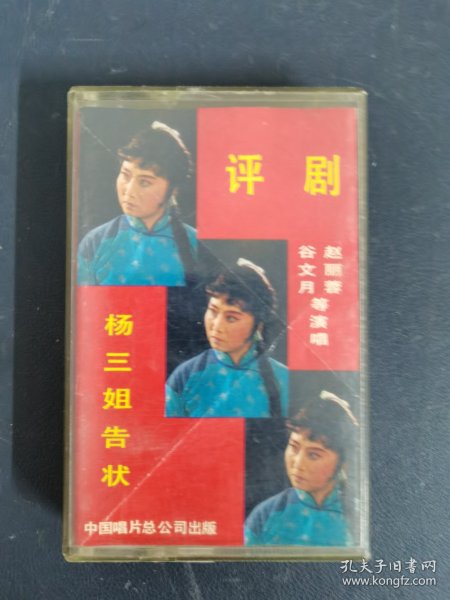 评剧
赵丽蓉
谷文月等演唱
杨三姐告状
中国唱片总公司出版
孔夫子旧书网
www.kongfz.com